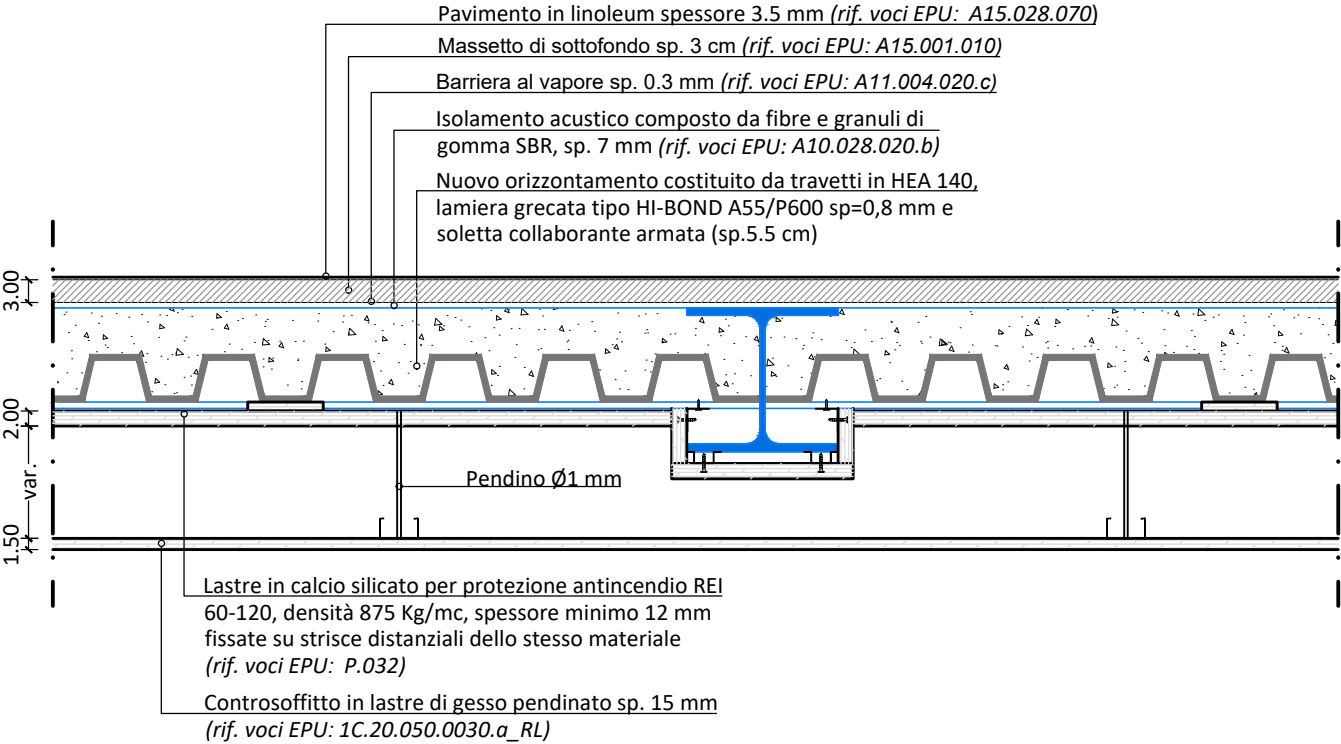 Pavimento in linoleum spessore 3.5 mm (rif. voci EPU:  A15.028.070)
Massetto di sottofondo sp. 3 cm (rif. voci EPU: A15.001.010)
Barriera al vapore sp. 0.3 mm (rif. voci EPU: A11.004.020.c)
Isolamento acustico composto da fibre e granuli di
gomma SBR, sp. 7 mm (rif. voci EPU: A10.028.020.b)
Nuovo orizzontamento costituito da travetti in HEA 140,
lamiera grecata tipo HI-BOND A55/P600 sp=0,8 mm e
soletta collaborante armata (sp.5.5 cm)
3.00
2.00
var.
1.50
Pendino Ø1 mm
Lastre in calcio silicato per protezione antincendio REI
60-120, densità 875 Kg/mc, spessore minimo 12 mm
fissate su strisce distanziali dello stesso materiale
(rif. voci EPU:  P.032)
Controsoffitto in lastre di gesso pendinato sp. 15 mm
(rif. voci EPU: 1C.20.050.0030.a_RL)